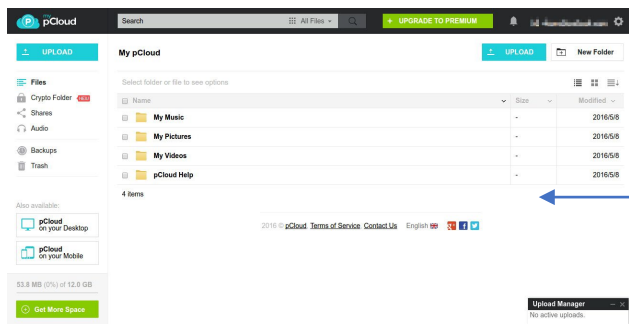 my
pCloud
Search
All Files
+ UPGRADE TO PREMIUM
UPLOAD
My pCloud
UPLOAD
New Folder
Files
Crypto Folder
Shares
Audio
Backups
Trash
Select folder or file to see options
Name Size Modified
My Music - 2016/5/8
My Pictures - 2016/5/8
My Videos - 2016/5/8
pCloud Help - 2016/5/8
4 items
Also available:
pCloud
on your Desktop
pCloud
on your Mobile
2016 © pCloud Terms of Service Contact Us English
53.8 MB (0%) of 12.0 GB
Get More Space
Upload Manager
No active uploads.